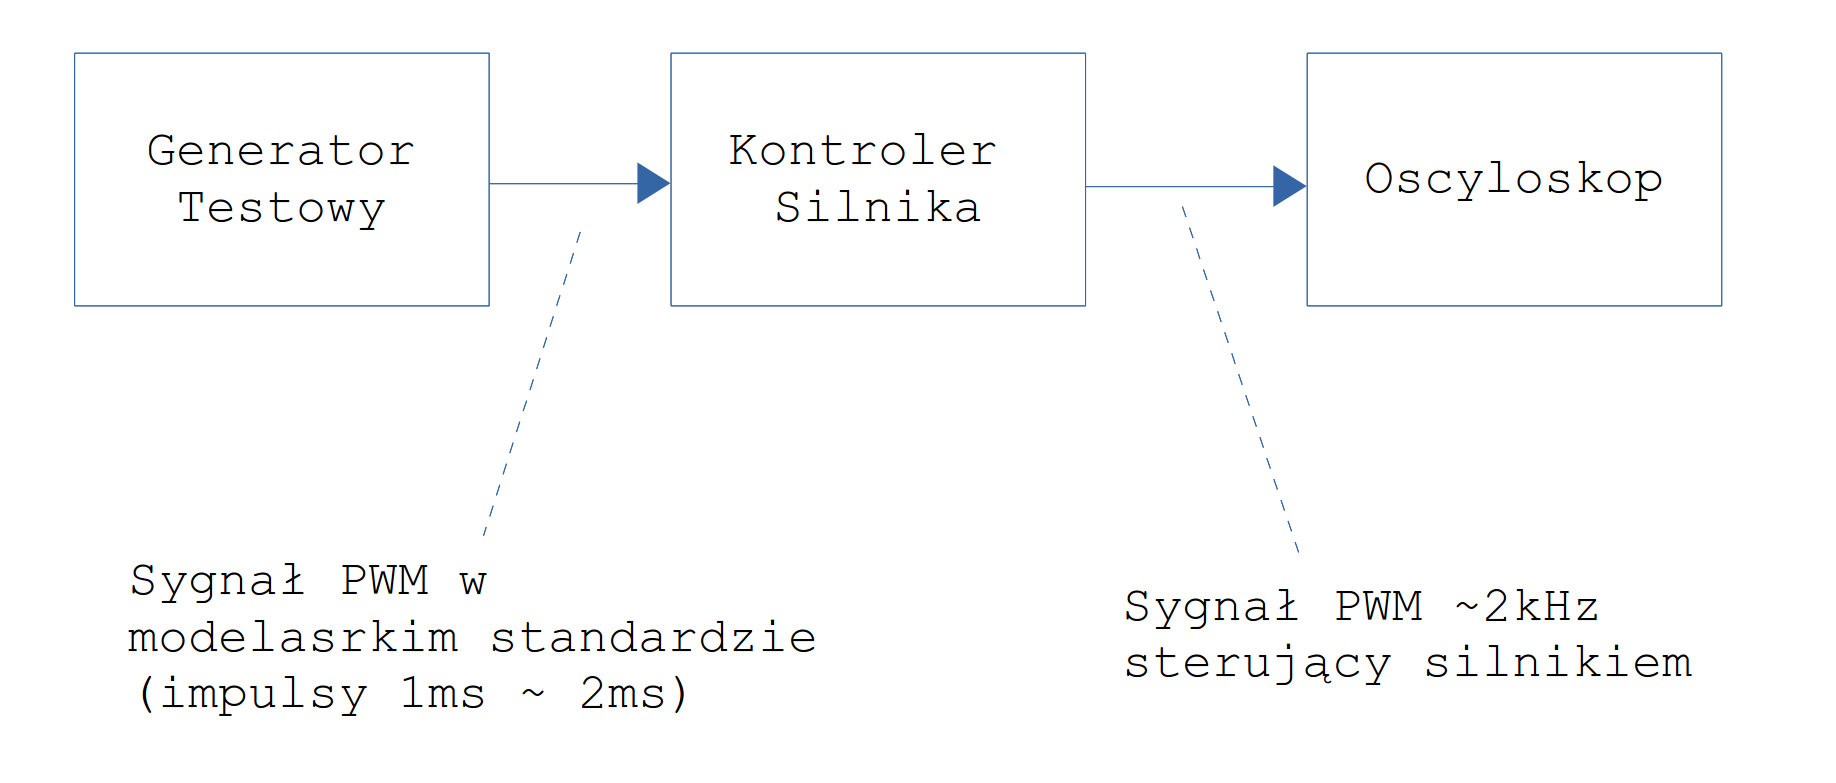 Generator
Testowy
Kontroler
Silnika
Oscyloskop
Sygnał PWM w
modelasrkim standardzie
(impulsy 1ms ~ 2ms)
Sygnał PWM ~2kHz
sterujący silnikiem